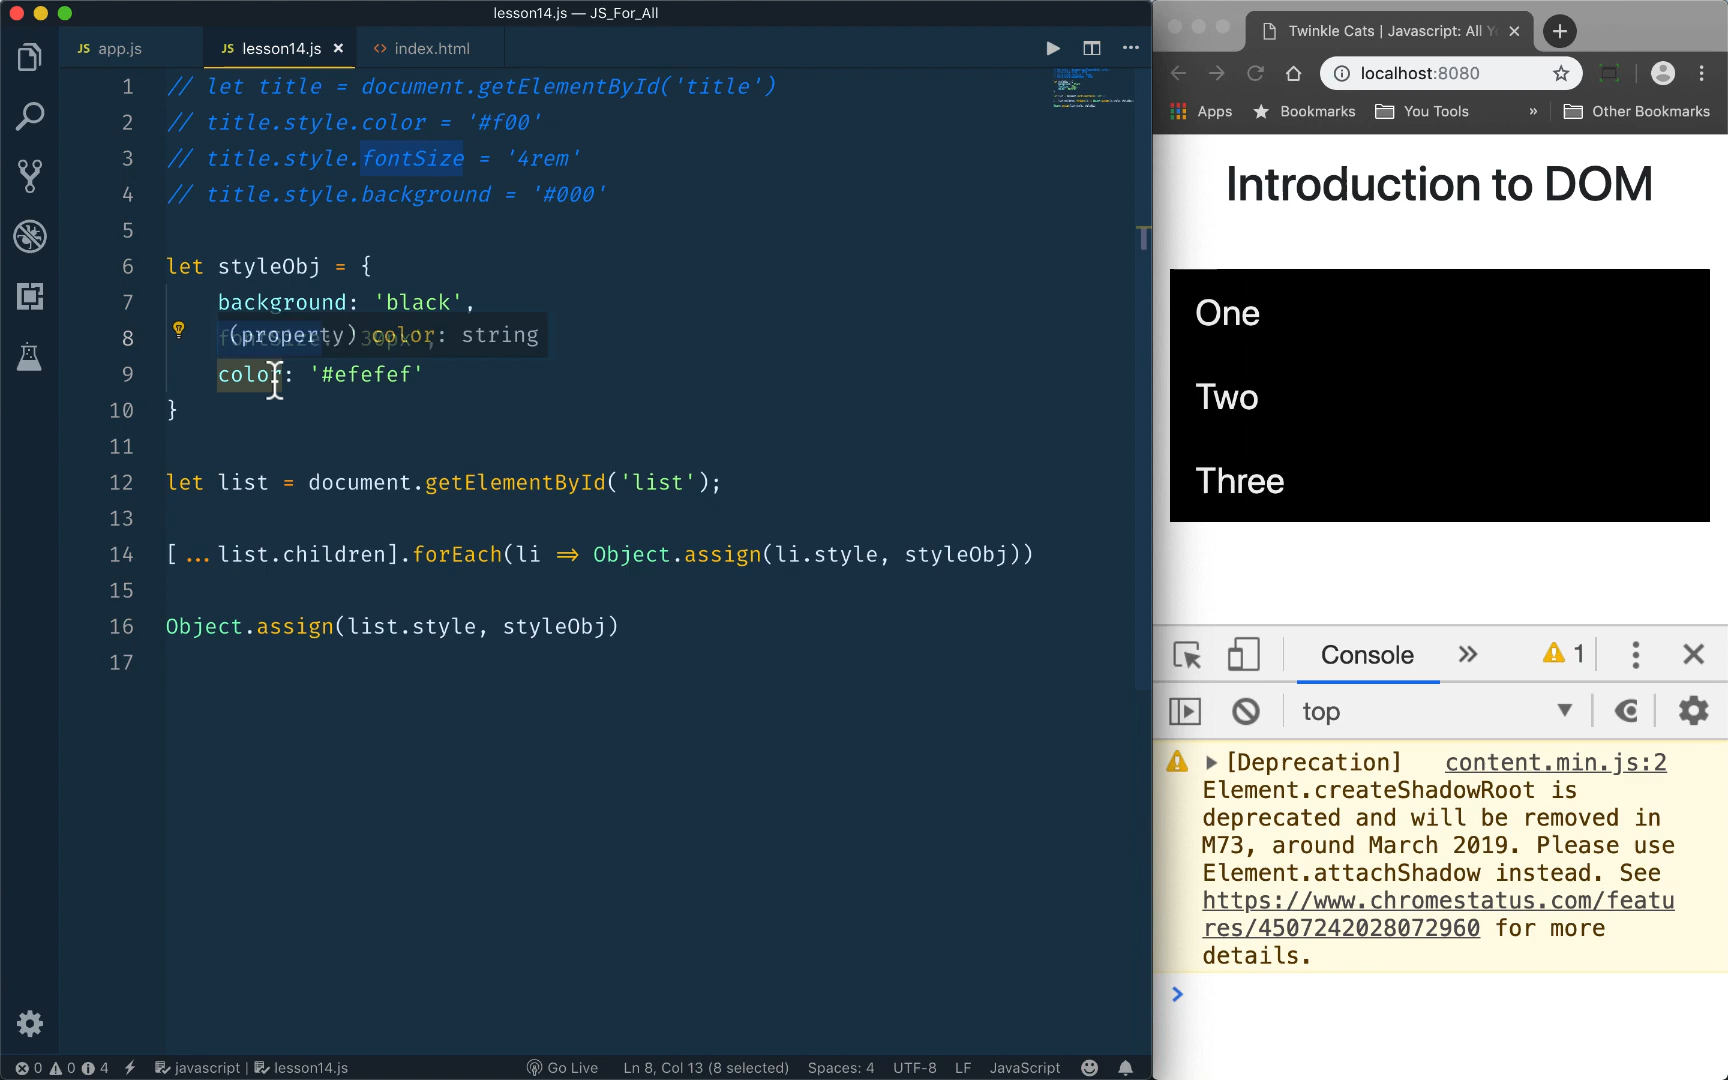 lesson14.js — JS_For_All
JS app.js
JS lesson14.js ×
<> index.html
1 // let title = document.getElementById('title')
2 // title.style.color = '#f00'
3 // title.style.fontSize = '4rem'
4 // title.style.background = '#000'
5
6 let styleObj = {
7 background: 'black',
(property) color: string
8 fontSize: '30px',
9 color: '#efefef'
10 }
11
12 let list = document.getElementById('list');
13
14 [...list.children].forEach(li => Object.assign(li.style, styleObj))
15
16 Object.assign(list.style, styleObj)
17
0 0 4 javascript | lesson14.js Go Live Ln 8, Col 13 (8 selected) Spaces: 4 UTF-8 LF JavaScript
Twinkle Cats | Javascript: All Y
localhost:8080
Apps Bookmarks You Tools » Other Bookmarks
Introduction to DOM
One
Two
Three
Console » 1
top
[Deprecation] content.min.js:2
Element.createShadowRoot is
deprecated and will be removed in
M73, around March 2019. Please use
Element.attachShadow instead. See
https://www.chromestatus.com/featu
res/4507242028072960 for more
details.
>